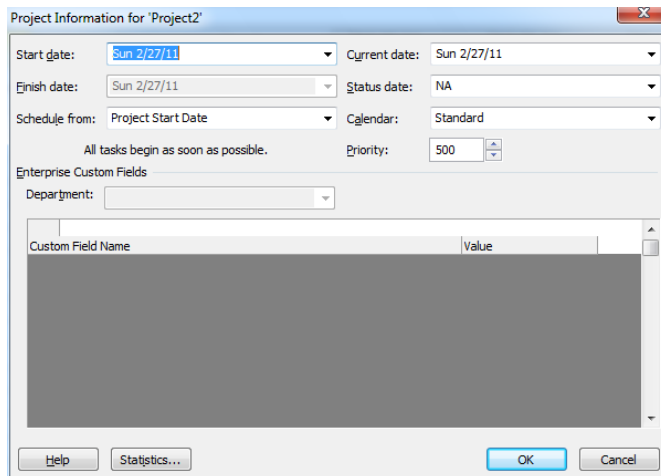 Project Information for 'Project2'
Start date: Sun 2/27/11 Current date: Sun 2/27/11
Finish date: Sun 2/27/11 Status date: NA
Schedule from: Project Start Date Calendar: Standard
All tasks begin as soon as possible. Priority: 500
Enterprise Custom Fields
Department:
Custom Field Name Value
Help Statistics... OK Cancel